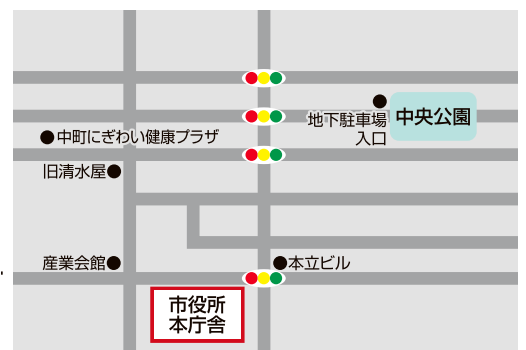 地下駐車場
入口
中央公園
中町にぎわい健康プラザ
旧清水屋
産業会館
本立ビル
市役所
本庁舎